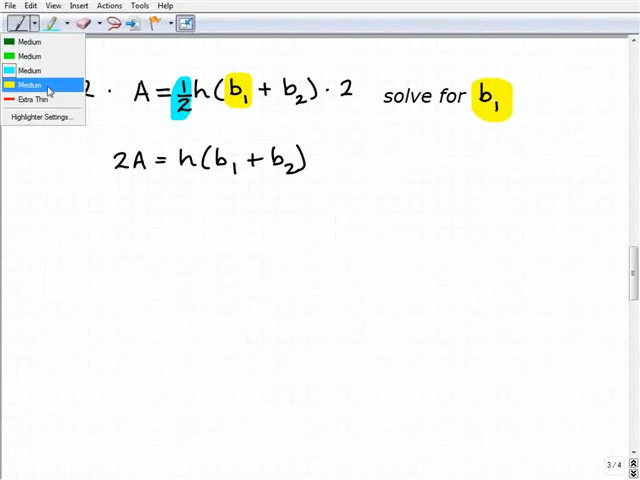 File Edit View Insert Actions Tools Help
Medium
Medium
Medium
Medium
Extra Thin
Highlighter Settings...
2 · A = 1/2 h(b₁ + b₂) · 2 solve for b₁
2A = h(b₁ + b₂)
3 / 4